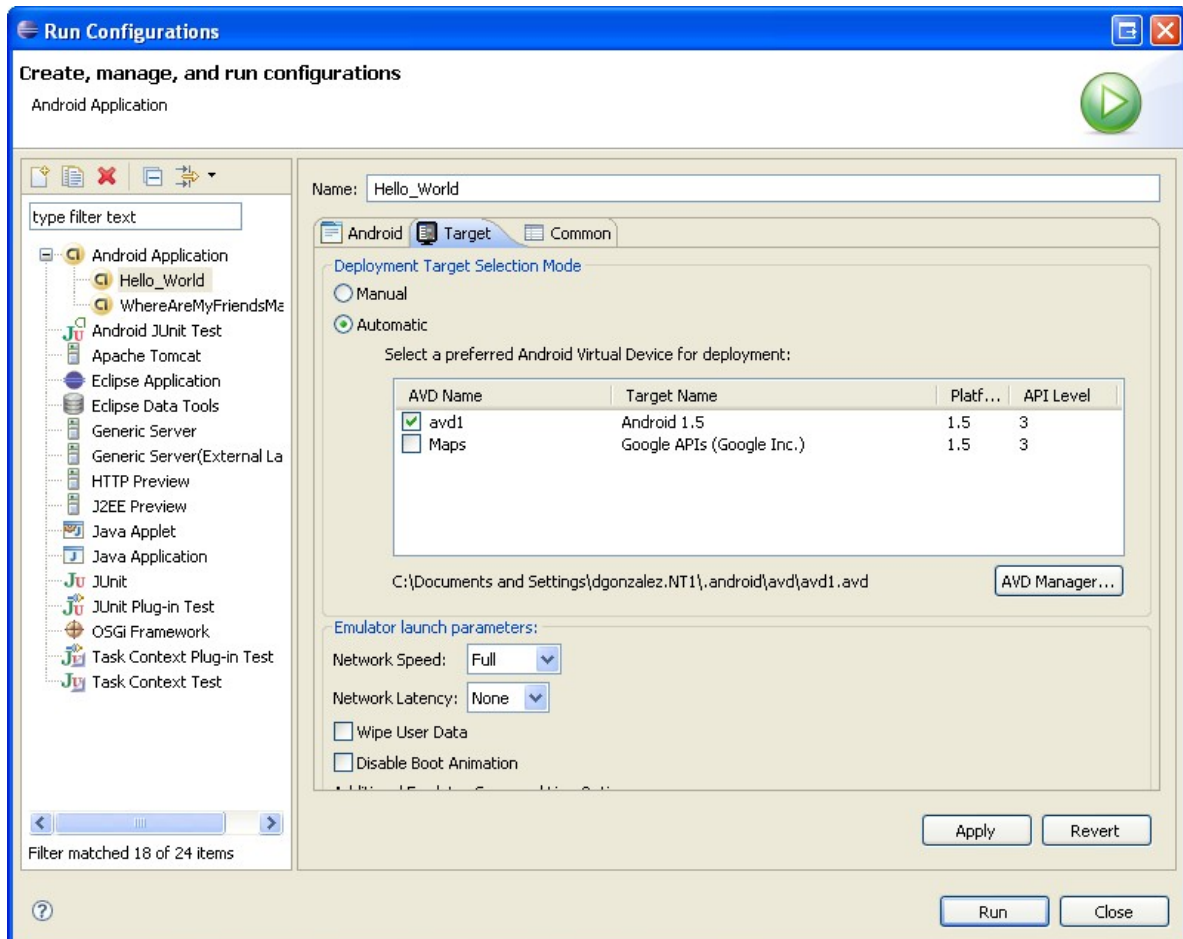 Run Configurations
Create, manage, and run configurations
Android Application
type filter text
Android Application
Hello_World
WhereAreMyFriendsMa
Android JUnit Test
Apache Tomcat
Eclipse Application
Eclipse Data Tools
Generic Server
Generic Server(External La
HTTP Preview
J2EE Preview
Java Applet
Java Application
JUnit
JUnit Plug-in Test
OSGi Framework
Task Context Plug-in Test
Task Context Test
Filter matched 18 of 24 items
Name: Hello_World
Android Target Common
Deployment Target Selection Mode
Manual
Automatic
Select a preferred Android Virtual Device for deployment:
AVD Name Target Name Platf... API Level
avd1 Android 1.5 1.5 3
Maps Google APIs (Google Inc.) 1.5 3
C:\Documents and Settings\dgonzalez.NT1\.android\avd\avd1.avd AVD Manager...
Emulator launch parameters:
Network Speed: Full
Network Latency: None
Wipe User Data
Disable Boot Animation
Apply Revert
Run Close